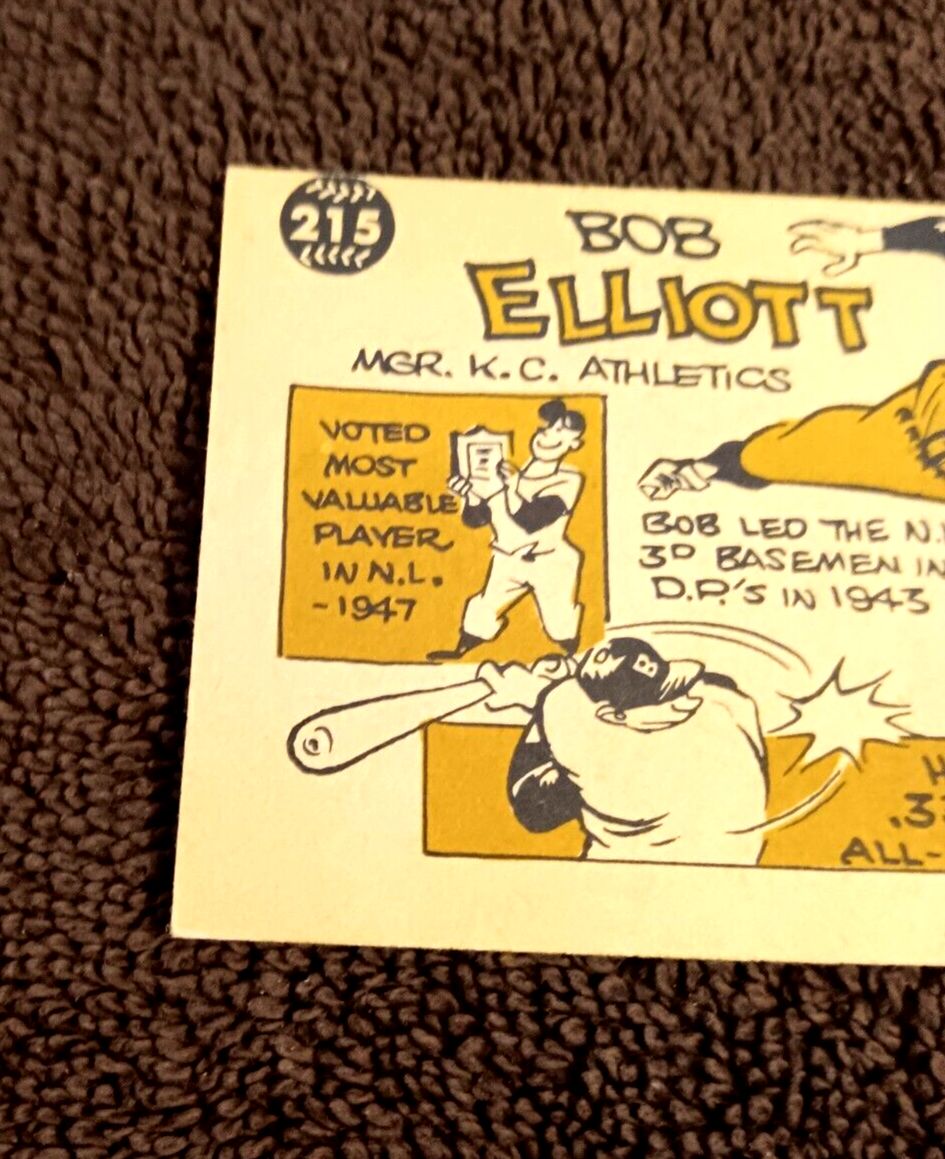 215
BOB
ELLIOTT
MGR. K.C. ATHLETICS
VOTED
MOST
VALUABLE
PLAYER
IN N.L.
-1947
BOB LED THE N.
3D BASEMEN IN
D.P.'S IN 1943
B
ALL-